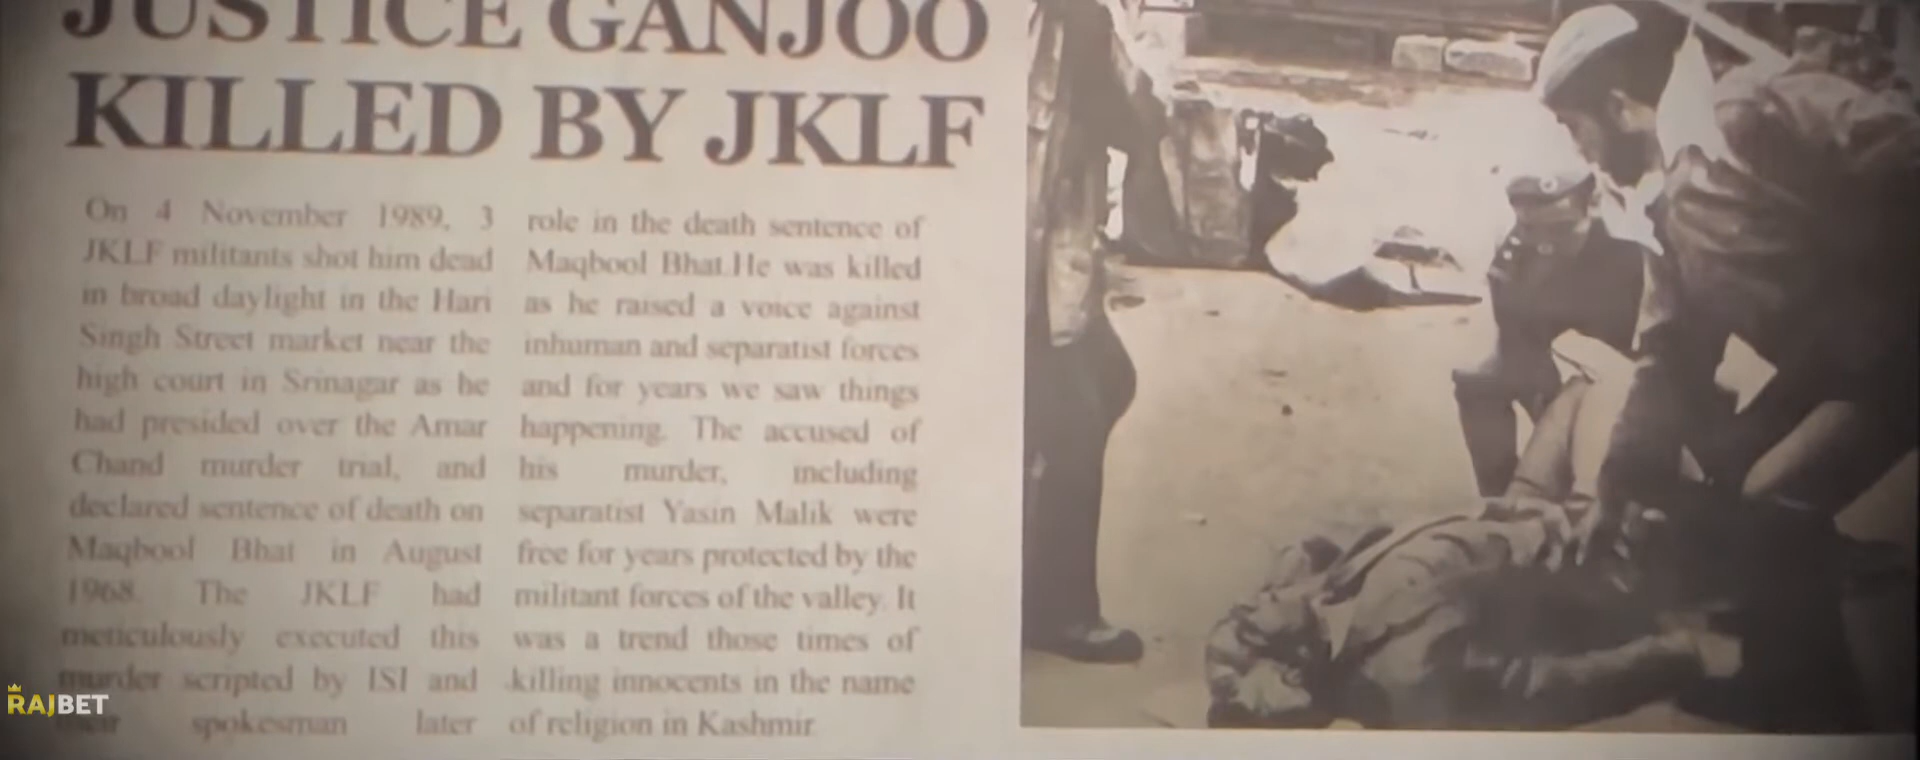 JUSTICE GANJOO
KILLED BY JKLF
On 4 November 1989, 3
JKLF militants shot him dead
in broad daylight in the Hari
Singh Street market near the
high court in Srinagar as he
had presided over the Amar
Chand murder trial, and
declared sentence of death on
Maqbool Bhat in August
1968. The JKLF had
meticulously executed this
murder scripted by ISI and
their spokesman later
role in the death sentence of
Maqbool Bhat.He was killed
as he raised a voice against
inhuman and separatist forces
and for years we saw things
happening. The accused of
his murder, including
separatist Yasin Malik were
free for years protected by the
militant forces of the valley. It
was a trend those times of
killing innocents in the name
of religion in Kashmir
RAJBET